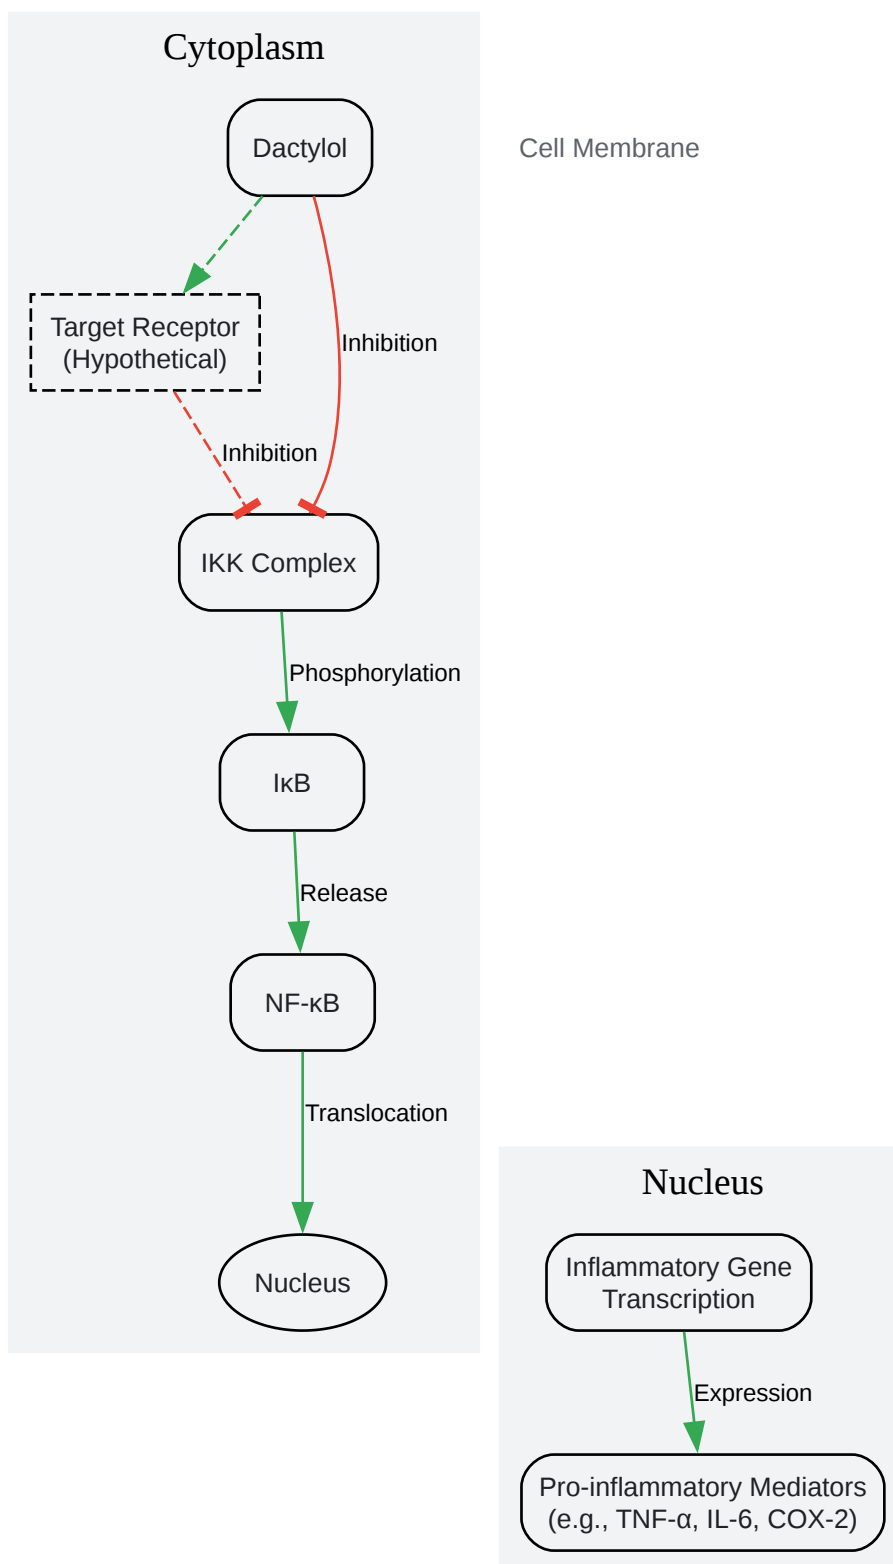 Cytoplasm
Dactylol
Cell Membrane
Target Receptor
(Hypothetical)
Inhibition
Inhibition
IKK Complex
Phosphorylation
IκB
Release
NF-κB
Translocation
Nucleus
Nucleus
Inflammatory Gene
Transcription
Expression
Pro-inflammatory Mediators
(e.g., TNF-α, IL-6, COX-2)